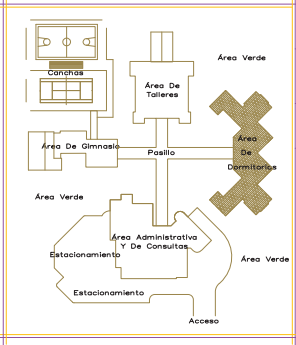 Área Verde
Canchas
Área De
Talleres
Área De Gimnasio
Pasillo
Área
De
Dormitorios
Área Verde
Área Administrativa
Y De Consultas
Estacionamiento
Área Verde
Estacionamiento
Acceso